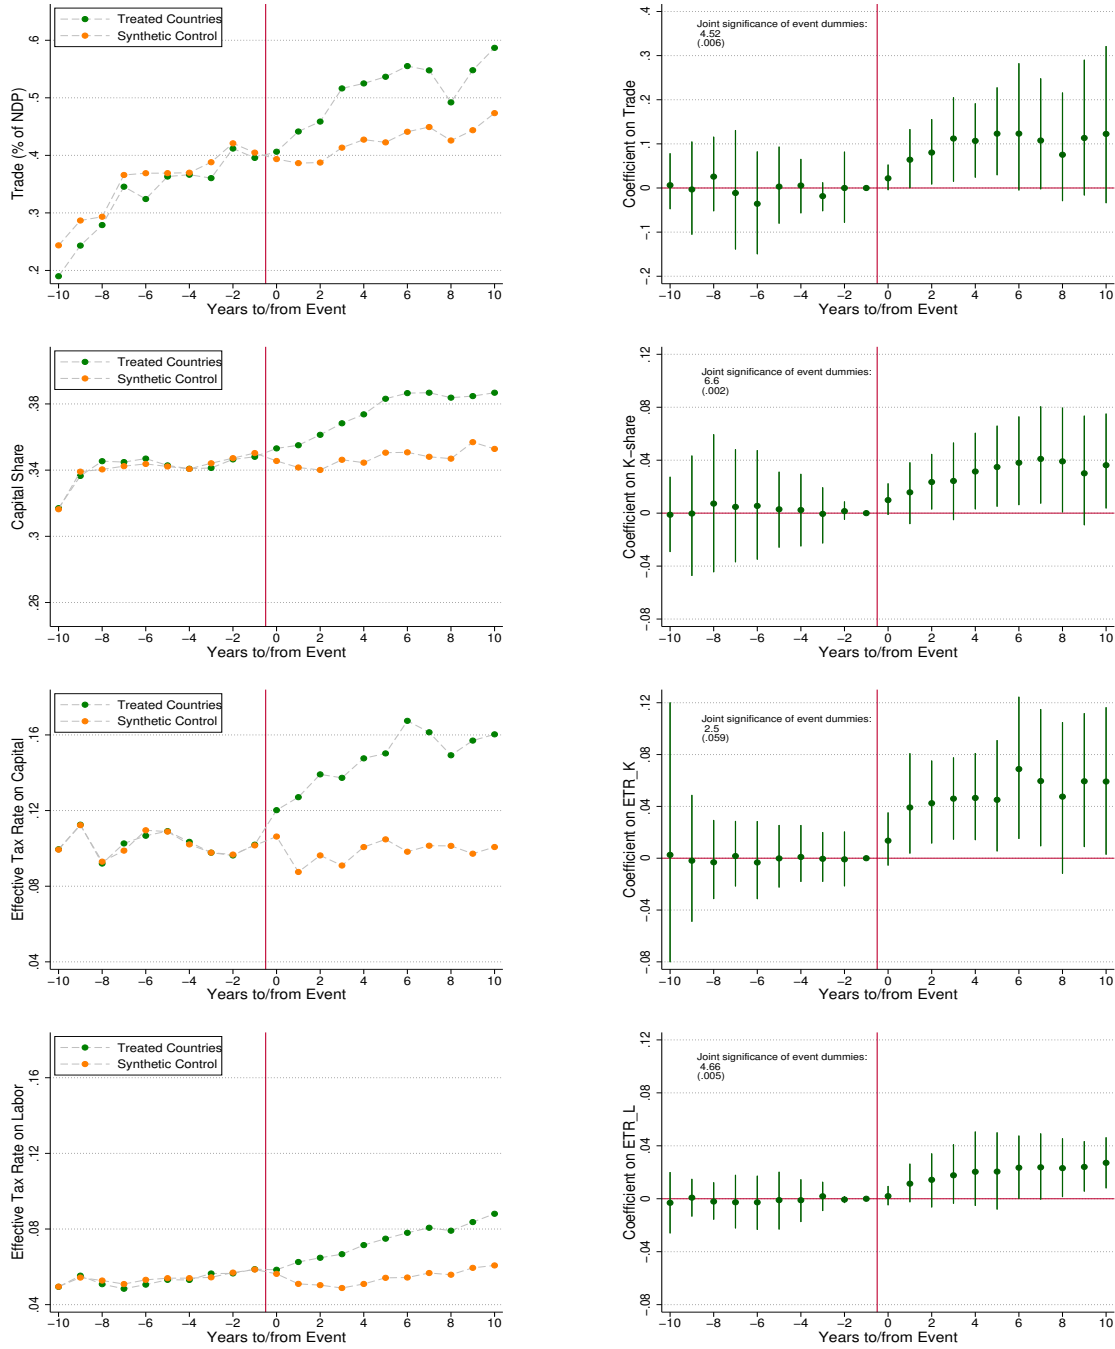 Treated Countries
Synthetic Control
Trade (% of NDP)
.6
.5
.4
.3
.2
−10 −8 −6 −4 −2 0 2 4 6 8 10
Years to/from Event
Joint significance of event dummies:
4.52
(.006)
Coefficient on Trade
.4
.3
.2
.1
0
−.1
−.2
−10 −8 −6 −4 −2 0 2 4 6 8 10
Years to/from Event
Treated Countries
Synthetic Control
Capital Share
.38
.34
.3
.26
−10 −8 −6 −4 −2 0 2 4 6 8 10
Years to/from Event
Joint significance of event dummies:
6.6
(.002)
Coefficient on K−share
.12
.08
.04
0
−.04
−.08
−10 −8 −6 −4 −2 0 2 4 6 8 10
Years to/from Event
Treated Countries
Synthetic Control
Effective Tax Rate on Capital
.16
.12
.08
.04
−10 −8 −6 −4 −2 0 2 4 6 8 10
Years to/from Event
Joint significance of event dummies:
2.5
(.059)
Coefficient on ETR_K
.12
.08
.04
0
−.04
−.08
−10 −8 −6 −4 −2 0 2 4 6 8 10
Years to/from Event
Treated Countries
Synthetic Control
Effective Tax Rate on Labor
.16
.12
.08
.04
−10 −8 −6 −4 −2 0 2 4 6 8 10
Years to/from Event
Joint significance of event dummies:
4.66
(.005)
Coefficient on ETR_L
.12
.08
.04
0
−.04
−.08
−10 −8 −6 −4 −2 0 2 4 6 8 10
Years to/from Event